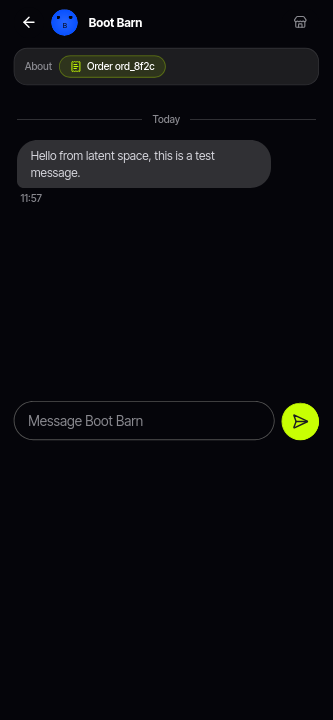 Boot Barn
About Order ord_8f2c
Today
Hello from latent space, this is a test
message.
11:57
Message Boot Barn